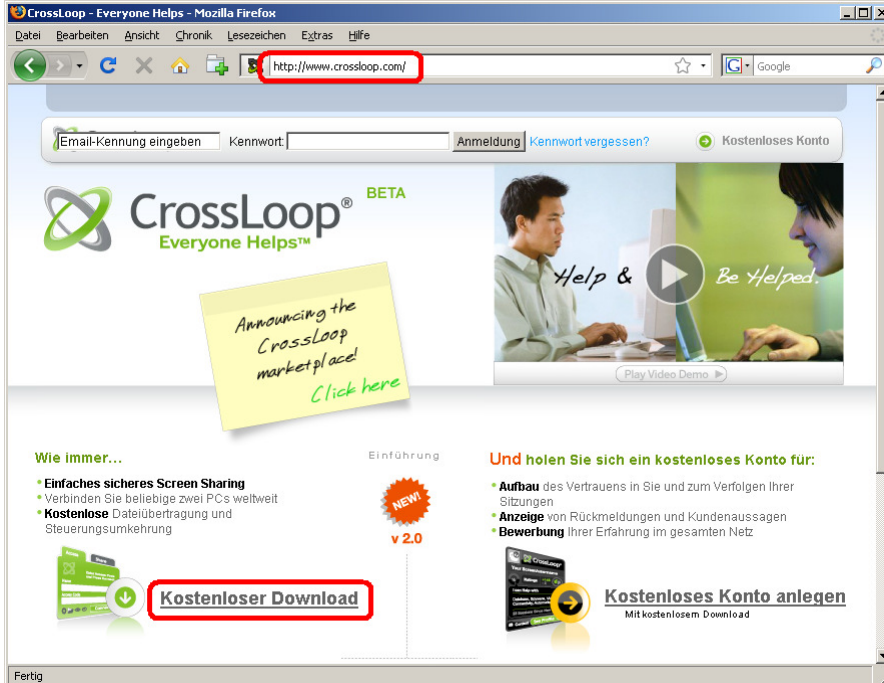 CrossLoop - Everyone Helps - Mozilla Firefox
Datei Bearbeiten Ansicht Chronik Lesezeichen Extras Hilfe
http://www.crossloop.com/
G Google
Email-Kennung eingeben Kennwort: Anmeldung Kennwort vergessen? Kostenloses Konto
CrossLoop® BETA
Everyone Helps™
Help & Be Helped.
Announcing the
CrossLoop
marketplace!
Click here
Play Video Demo
Wie immer...
Einfaches sicheres Screen Sharing
Verbinden Sie beliebige zwei PCs weltweit
Kostenlose Dateiübertragung und
Steuerungsumkehrung
Kostenloser Download
Einführung
NEW!
v 2.0
Und holen Sie sich ein kostenloses Konto für:
Aufbau des Vertrauens in Sie und zum Verfolgen Ihrer
Sitzungen
Anzeige von Rückmeldungen und Kundenaussagen
Bewerbung Ihrer Erfahrung im gesamten Netz
Kostenloses Konto anlegen
Mit kostenlosem Download
Fertig